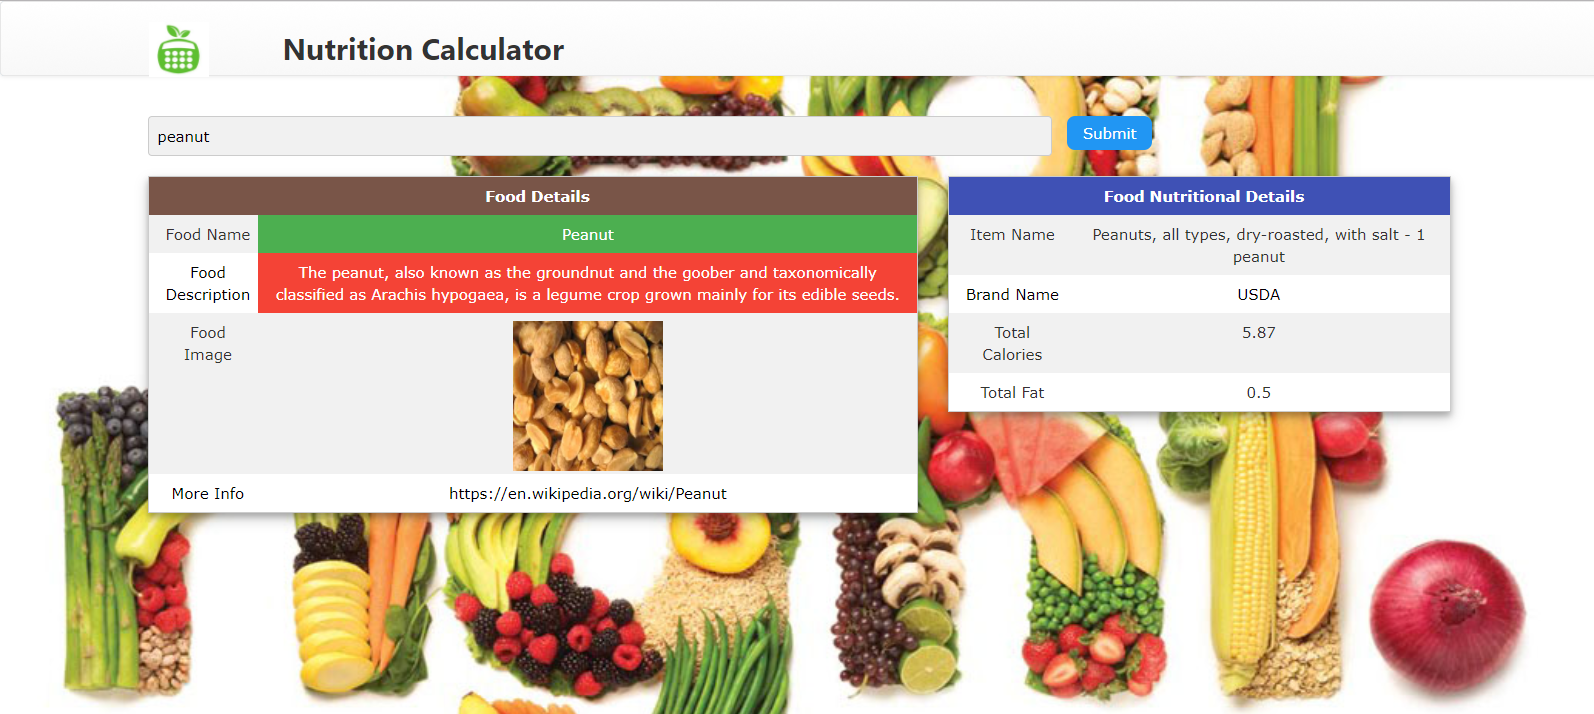 Nutrition Calculator
peanut
Submit
Food Details
Food Name
Peanut
Food
Description
The peanut, also known as the groundnut and the goober and taxonomically
classified as Arachis hypogaea, is a legume crop grown mainly for its edible seeds.
Food
Image
More Info
https://en.wikipedia.org/wiki/Peanut
Food Nutritional Details
Item Name
Peanuts, all types, dry-roasted, with salt - 1
peanut
Brand Name
USDA
Total
Calories
5.87
Total Fat
0.5